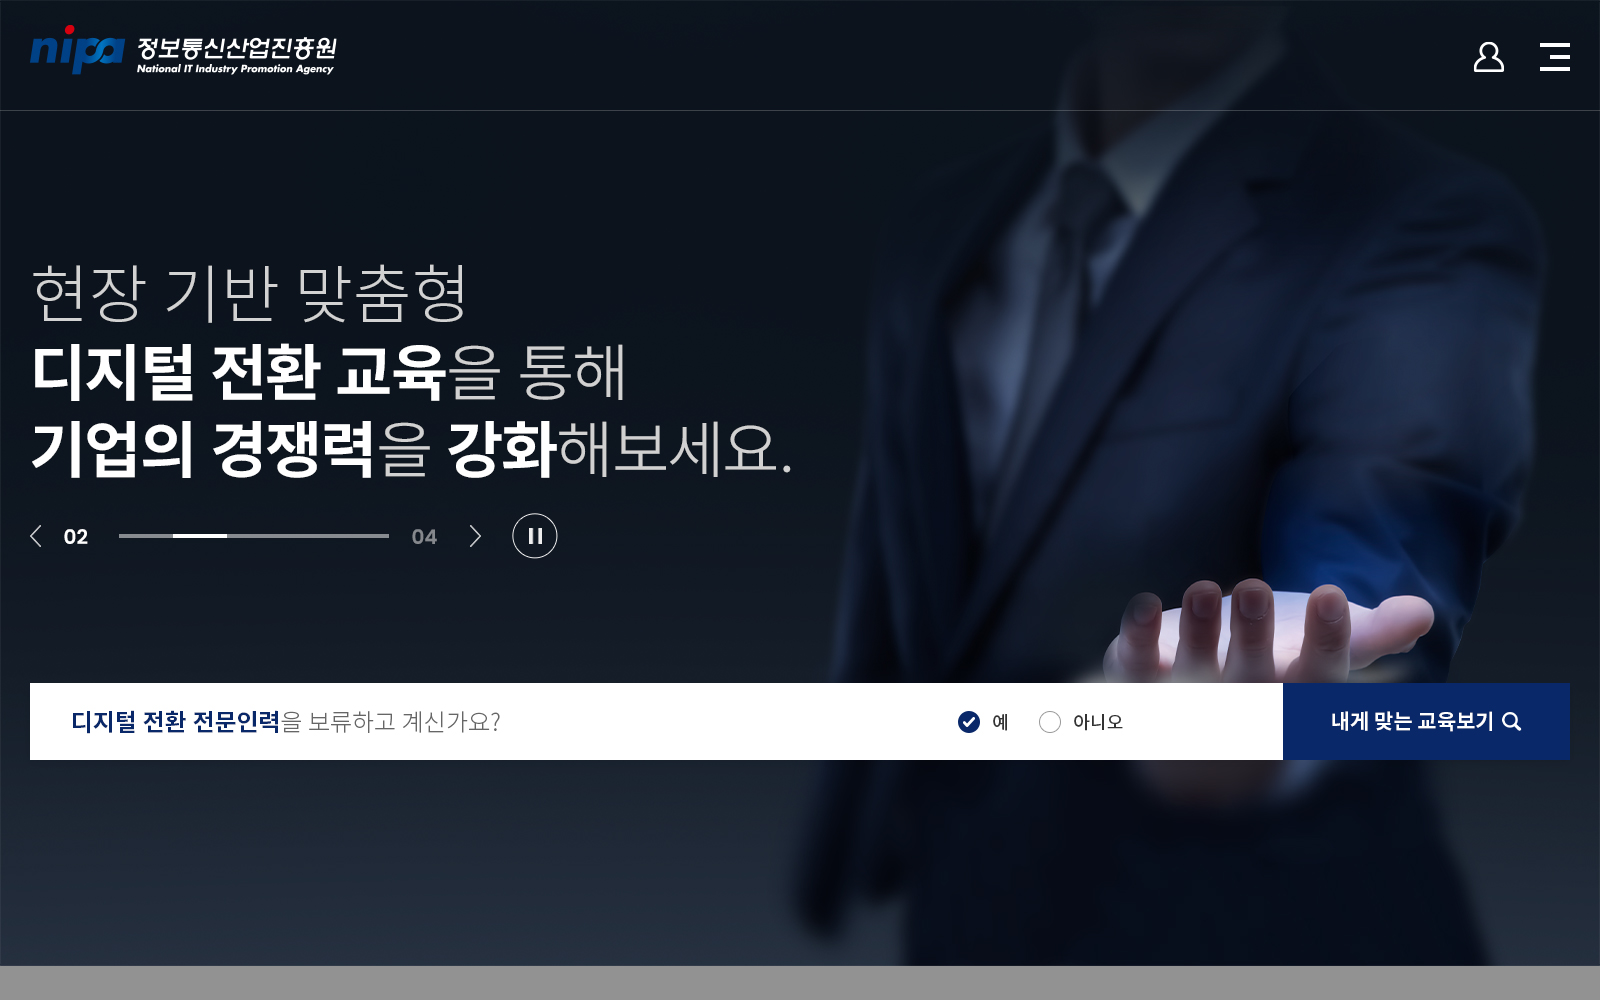 nipa 정보통신산업진흥원
National IT Industry Promotion Agency
현장 기반 맞춤형
디지털 전환 교육을 통해
기업의 경쟁력을 강화해보세요.
02 04
디지털 전환 전문인력을 보류하고 계신가요? 예 아니오 내게 맞는 교육보기